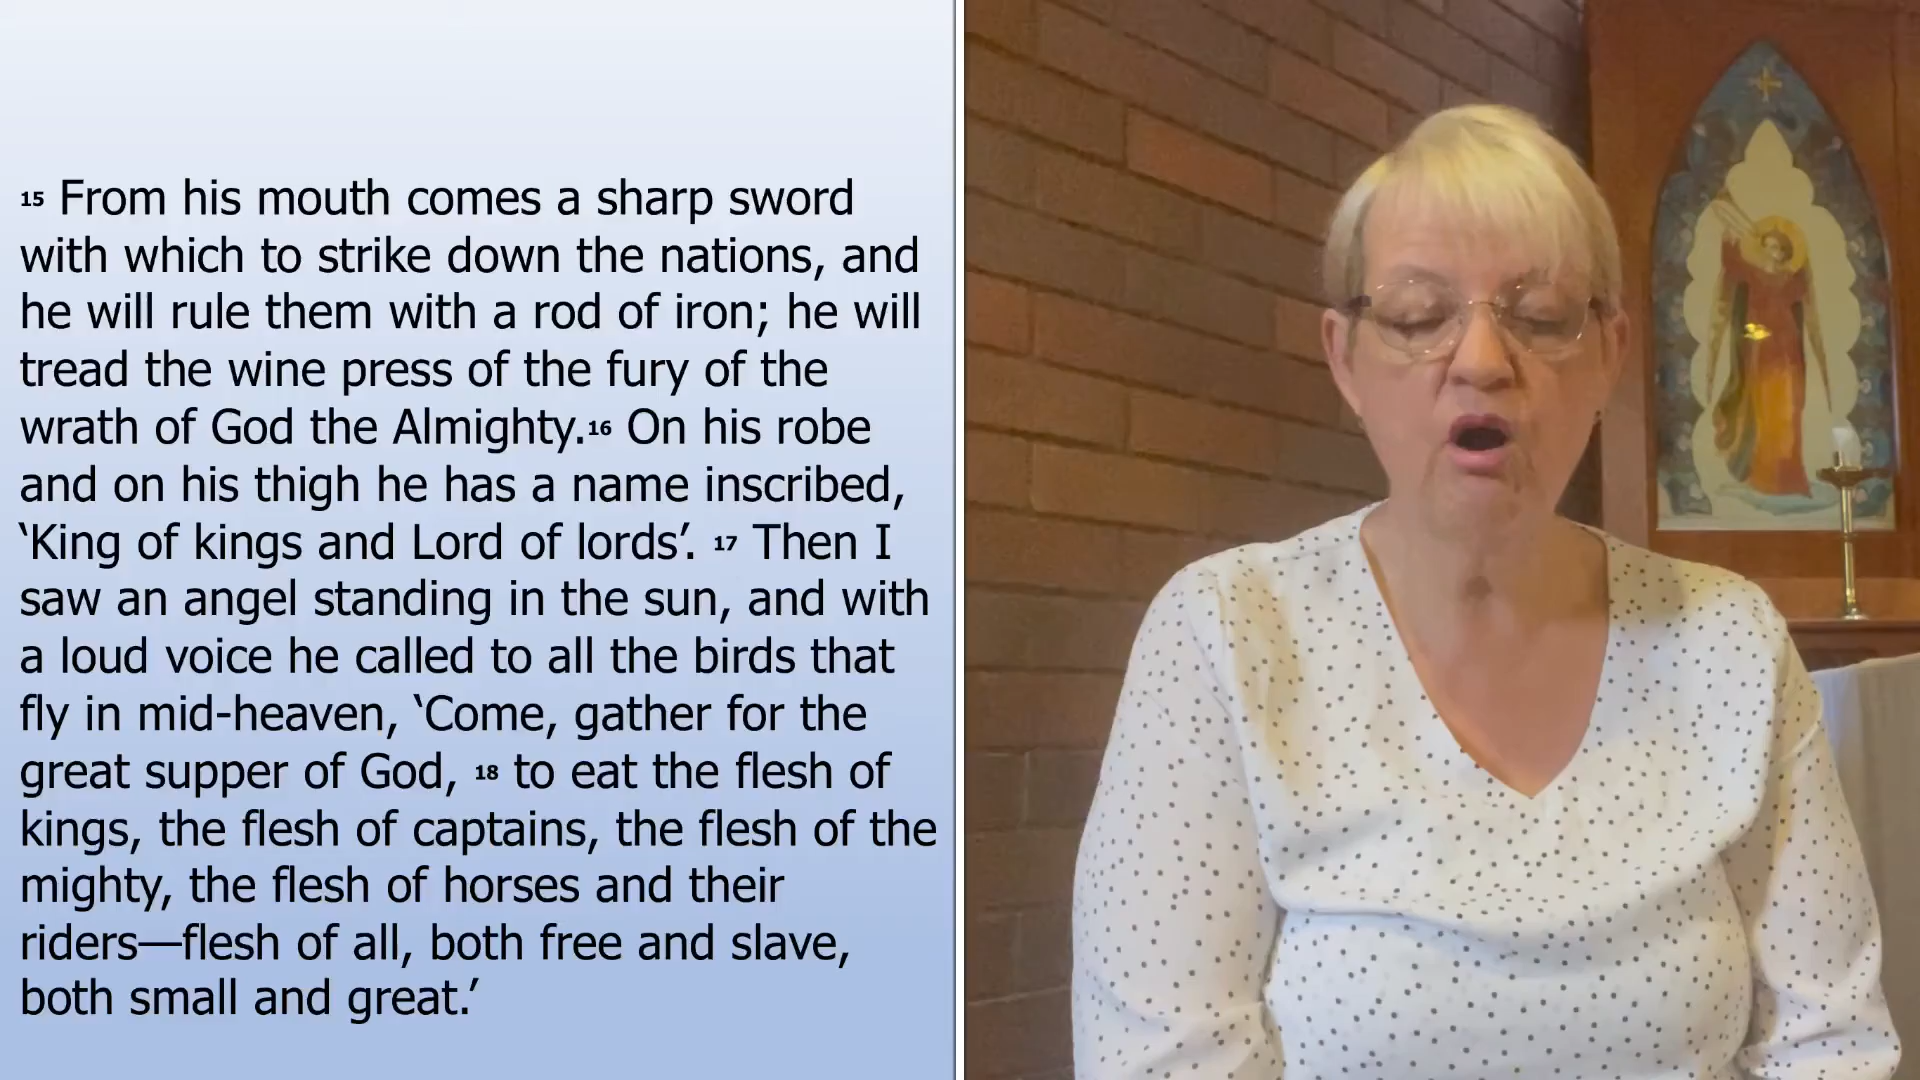 15 From his mouth comes a sharp sword
with which to strike down the nations, and
he will rule them with a rod of iron; he will
tread the wine press of the fury of the
wrath of God the Almighty.16 On his robe
and on his thigh he has a name inscribed,
‘King of kings and Lord of lords’. 17 Then I
saw an angel standing in the sun, and with
a loud voice he called to all the birds that
fly in mid-heaven, ‘Come, gather for the
great supper of God, 18 to eat the flesh of
kings, the flesh of captains, the flesh of the
mighty, the flesh of horses and their
riders—flesh of all, both free and slave,
both small and great.’